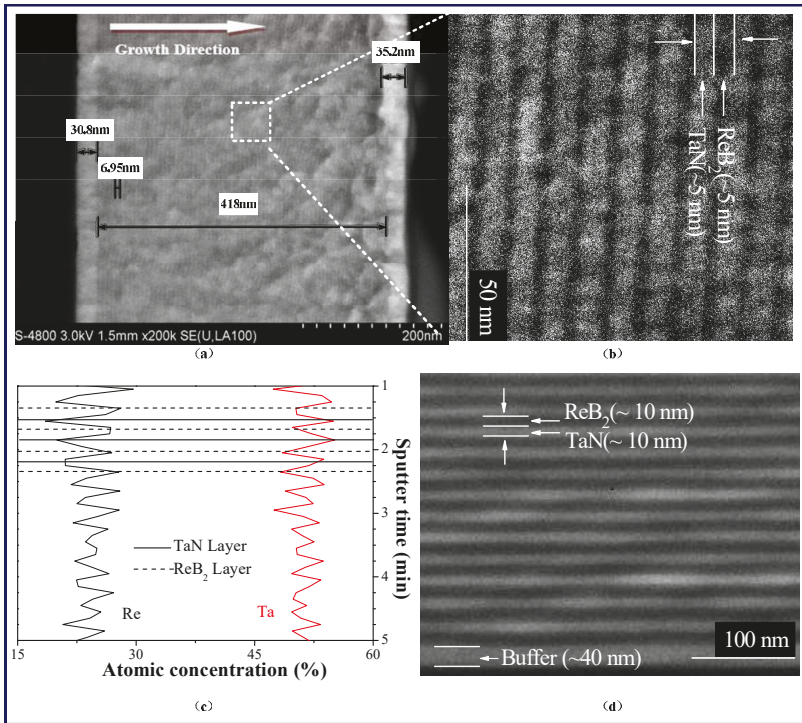 Growth Direction
35.2nm
30.8nm
6.95nm
418nm
S-4800 3.0kV 1.5mm x200k SE(U,LA100)
200nm
(a)
ReB2(~5 nm)
TaN(~5 nm)
50 nm
(b)
1
2
3
4
5
Sputter time (min)
TaN Layer
ReB2 Layer
Re
Ta
15
30
45
60
Atomic concentration (%)
(c)
ReB2(~ 10 nm)
TaN(~ 10 nm)
100 nm
Buffer (~40 nm)
(d)